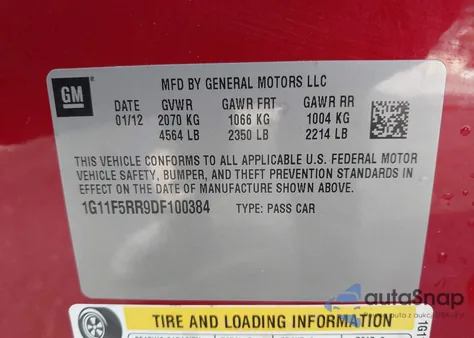 GM
MFD BY GENERAL MOTORS LLC
DATE GVWR GAWR FRT GAWR RR
01/12 2070 KG 1066 KG 1004 KG
4564 LB 2350 LB 2214 LB
THIS VEHICLE CONFORMS TO ALL APPLICABLE U.S. FEDERAL MOTOR
VEHICLE SAFETY, BUMPER, AND THEFT PREVENTION STANDARDS IN
EFFECT ON THE DATE OF MANUFACTURE SHOWN ABOVE.
1G11F5RR9DF100384 TYPE: PASS CAR
autoSnap
TIRE AND LOADING INFORMATION